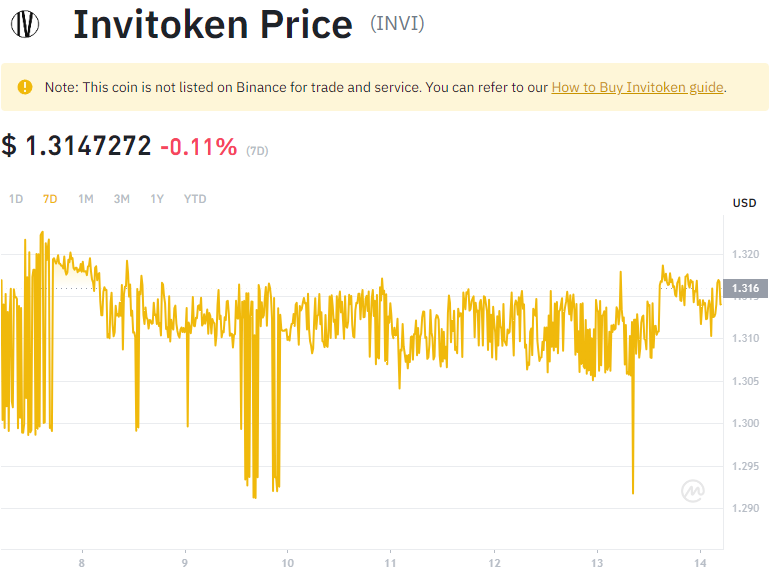 Invitoken Price (INVI)
Note: This coin is not listed on Binance for trade and service. You can refer to our How to Buy Invitoken guide.
$ 1.3147272 -0.11% (7D)
1D 7D 1M 3M 1Y YTD
USD
1.320
1.316
1.310
1.305
1.300
1.295
1.290
8 9 10 11 12 13 14